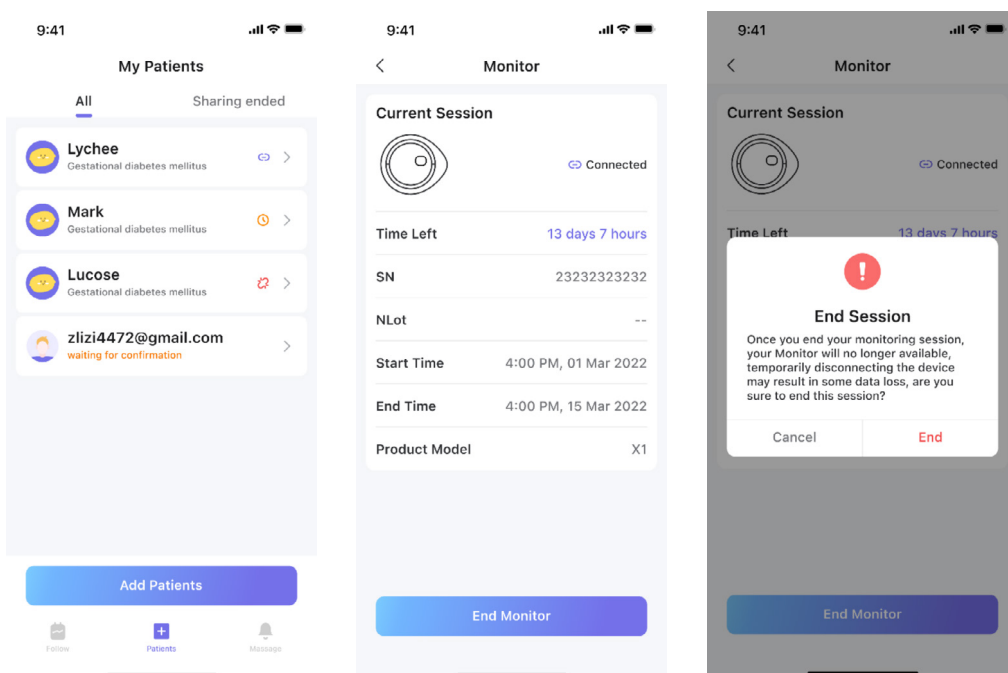 9:41
My Patients
All Sharing ended
Lychee
Gestational diabetes mellitus
Mark
Gestational diabetes mellitus
Lucose
Gestational diabetes mellitus
zlizi4472@gmail.com
waiting for confirmation
Add Patients
Follow Patients Message
9:41
Monitor
Current Session
Connected
Time Left 13 days 7 hours
SN 23232323232
NLot --
Start Time 4:00 PM, 01 Mar 2022
End Time 4:00 PM, 15 Mar 2022
Product Model X1
End Monitor
9:41
Monitor
Current Session
Connected
Time Left 13 days 7 hours
End Session
Once you end your monitoring session,
your Monitor will no longer available,
temporarily disconnecting the device
may result in some data loss, are you
sure to end this session?
Cancel End
End Monitor